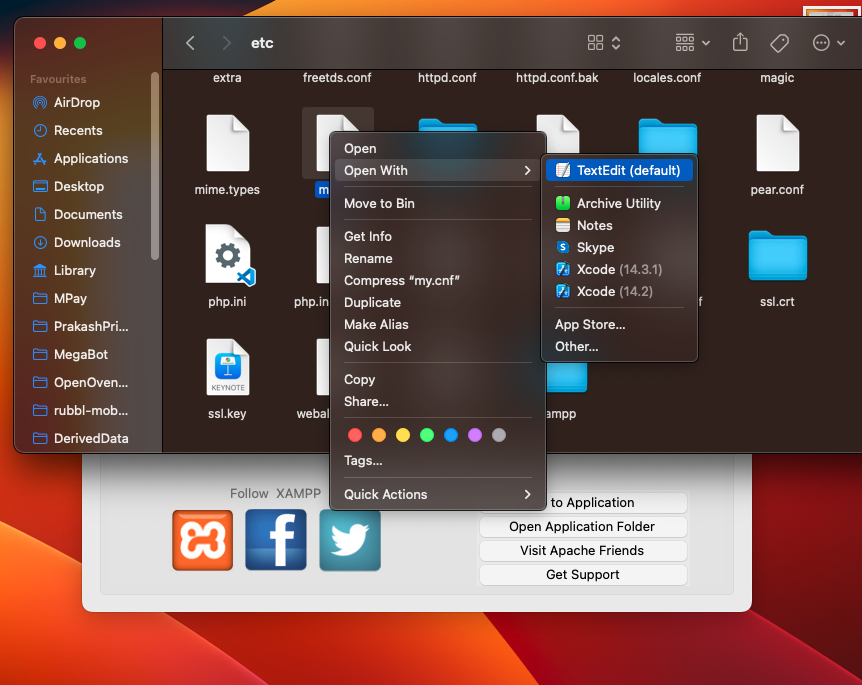 etc
Favourites
AirDrop
Recents
Applications
Desktop
Documents
Downloads
Library
MPay
PrakashPri...
MegaBot
OpenOven...
rubbl-mob...
DerivedData
extra
freetds.conf
httpd.conf
httpd.conf.bak
locales.conf
magic
mime.types
m
pear.conf
php.ini
php.in
f
ssl.crt
KEYNOTE
ssl.key
webal
ampp
Open
Open With
Move to Bin
Get Info
Rename
Compress “my.cnf”
Duplicate
Make Alias
Quick Look
Copy
Share...
Tags...
Quick Actions
TextEdit (default)
Archive Utility
Notes
Skype
Xcode (14.3.1)
Xcode (14.2)
App Store...
Other...
Follow XAMPP
to Application
Open Application Folder
Visit Apache Friends
Get Support